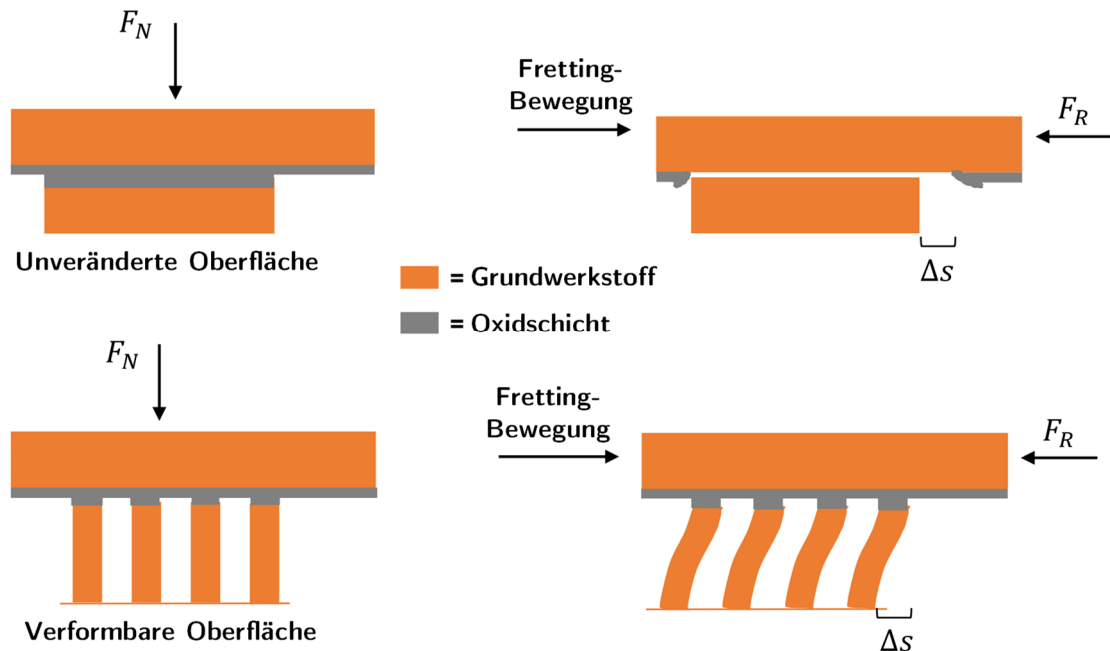 F_N
Fretting-
Bewegung
F_R
Unveränderte Oberfläche
Δs
= Grundwerkstoff
= Oxidschicht
F_N
Fretting-
Bewegung
F_R
Verformbare Oberfläche
Δs